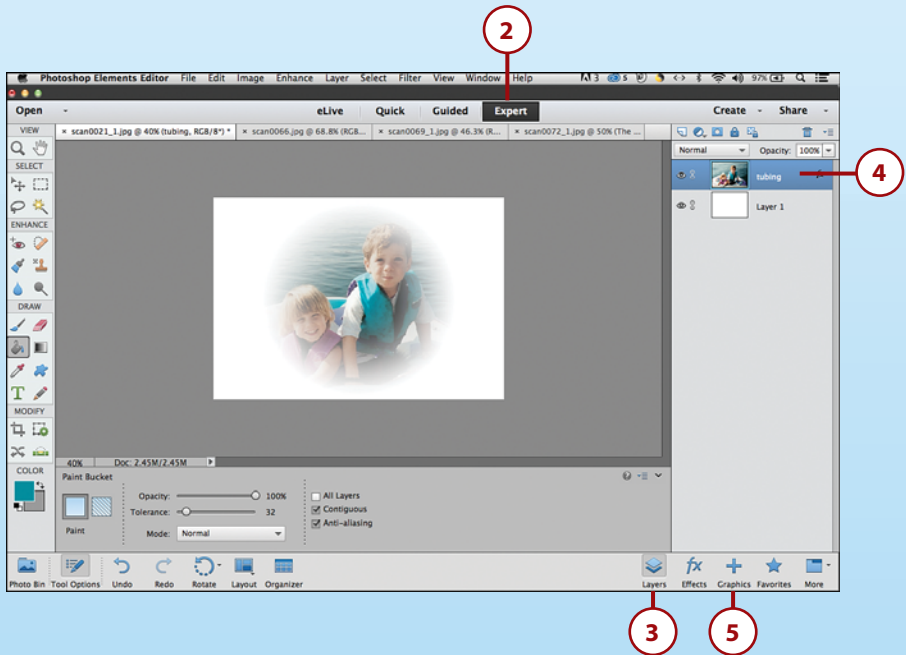 2
Photoshop Elements Editor File Edit Image Enhance Layer Select Filter View Window Help 3 5 97%
Open eLive Quick Guided Expert Create Share
VIEW × scan0021_1.jpg @ 40% (tubing, RGB/8*) * × scan0066.jpg @ 68.8% (RGB... × scan0069_1.jpg @ 46.3% (R... × scan0072_1.jpg @ 50% (The ...
Normal Opacity: 100%
SELECT
tubing fx 4
Layer 1
ENHANCE
DRAW
T
MODIFY
40% Doc: 2.45M/2.45M
COLOR
Paint Bucket
Opacity: 100% All Layers
Tolerance: 32 Contiguous
Paint Mode: Normal Anti-aliasing
fx
Photo Bin Tool Options Undo Redo Rotate Layout Organizer Layers Effects Graphics Favorites More
3 5